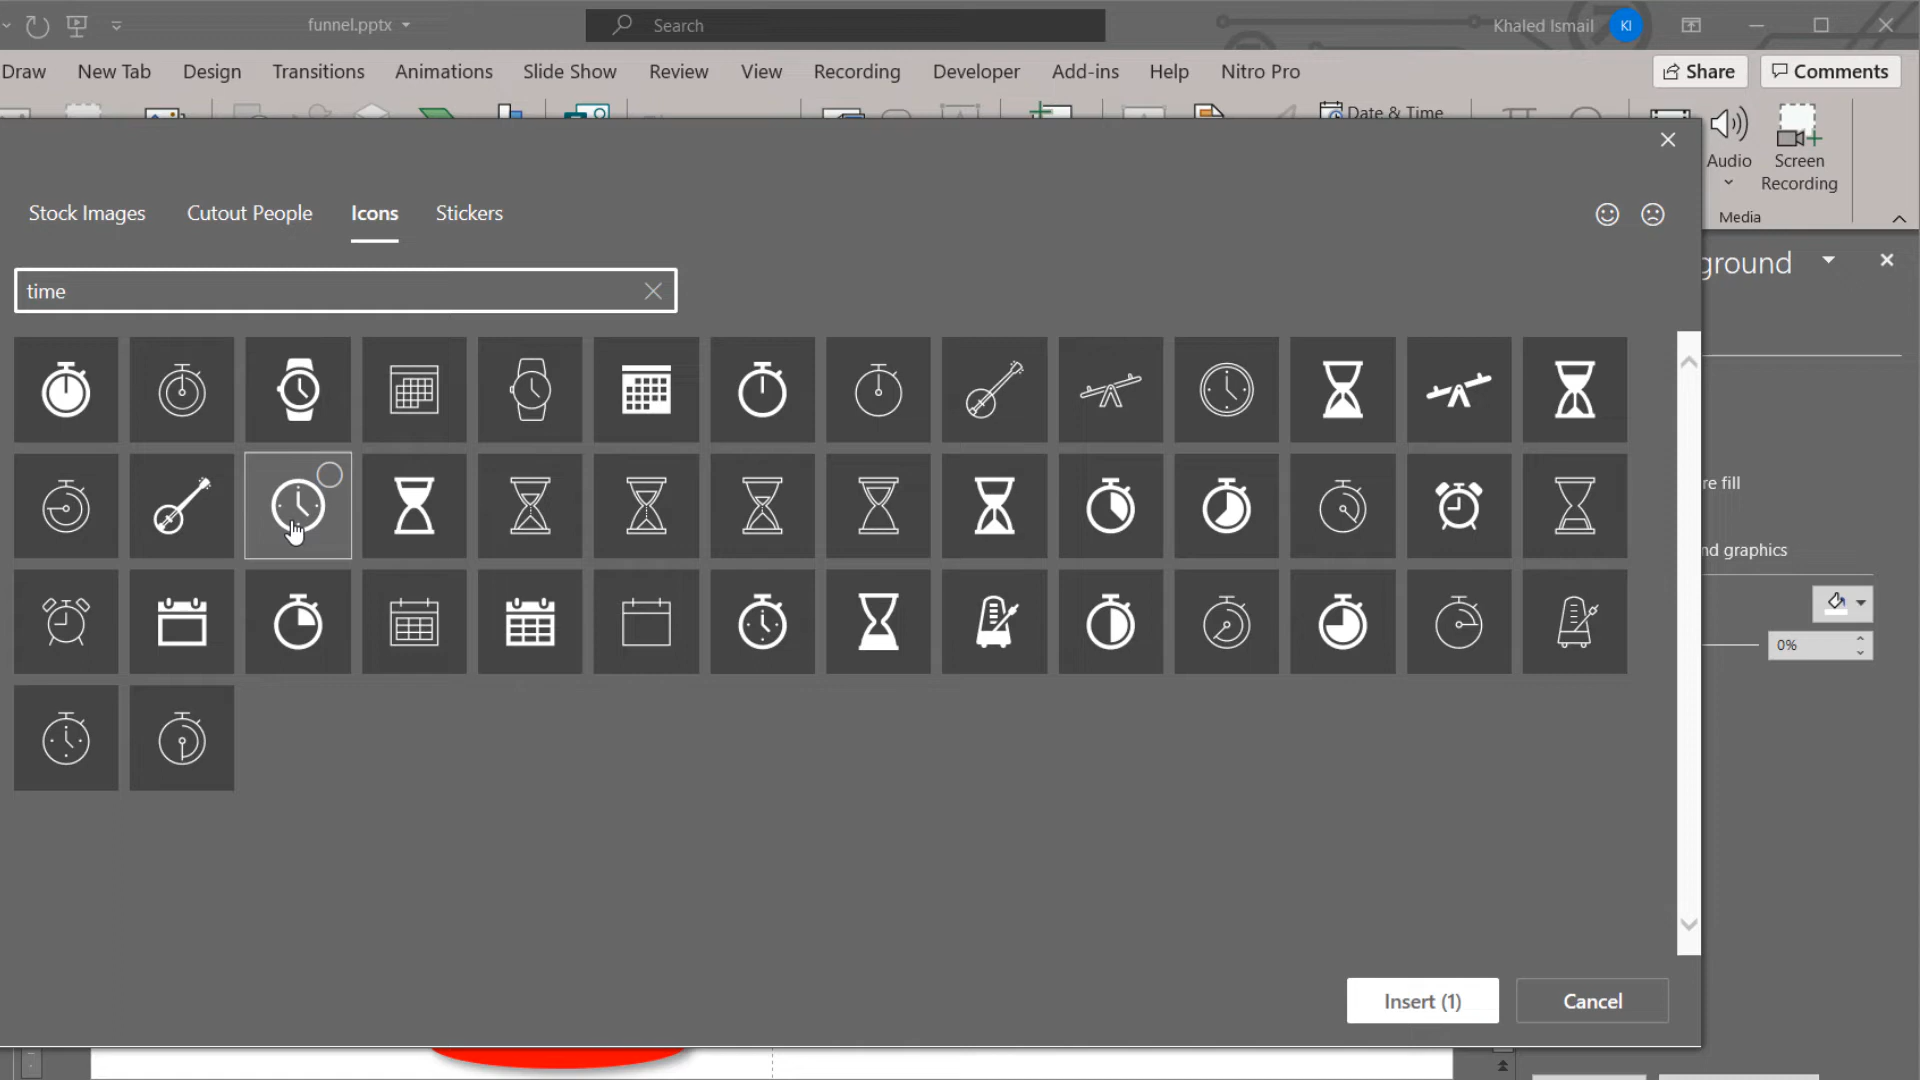 funnel.pptx
Search
Khaled Ismail
KI
Draw
New Tab
Design
Transitions
Animations
Slide Show
Review
View
Recording
Developer
Add-ins
Help
Nitro Pro
Share
Comments
Date & Time
Audio
Screen
Recording
Media
Stock Images
Cutout People
Icons
Stickers
time
ground
re fill
nd graphics
0%
Insert (1)
Cancel